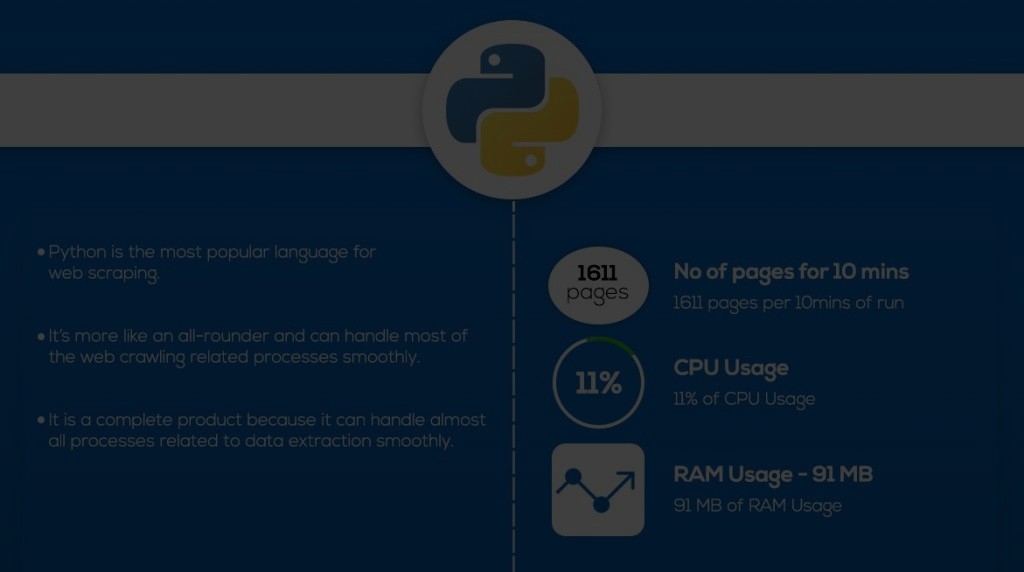 • Python is the most popular language for
web scraping.
• It's more like an all-rounder and can handle most of
the web crawling related processes smoothly.
• It is a complete product because it can handle almost
all processes related to data extraction smoothly.
1611
pages
No of pages for 10 mins
1611 pages per 10mins of run
11%
CPU Usage
11% of CPU Usage
RAM Usage - 91 MB
91 MB of RAM Usage